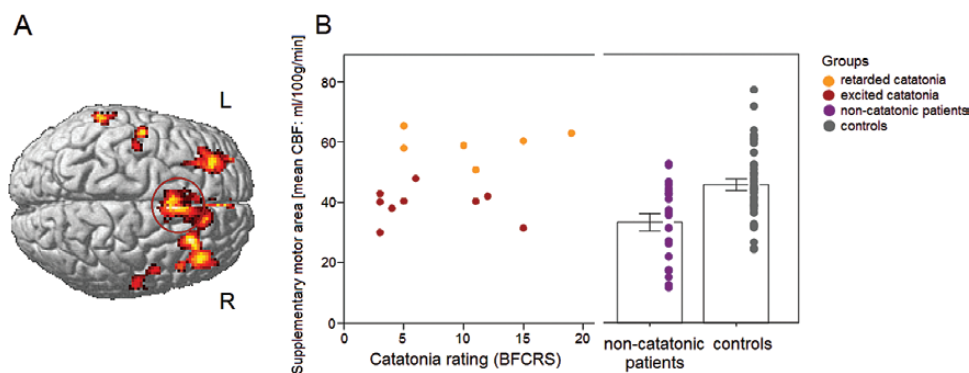 A
L
R
B
Supplementary motor area [mean CBF: ml/100g/min]
80
60
40
20
0
0
5
10
15
20
Catatonia rating (BFCRS)
non-catatonic
patients
controls
Groups
retarded catatonia
excited catatonia
non-catatonic patients
controls